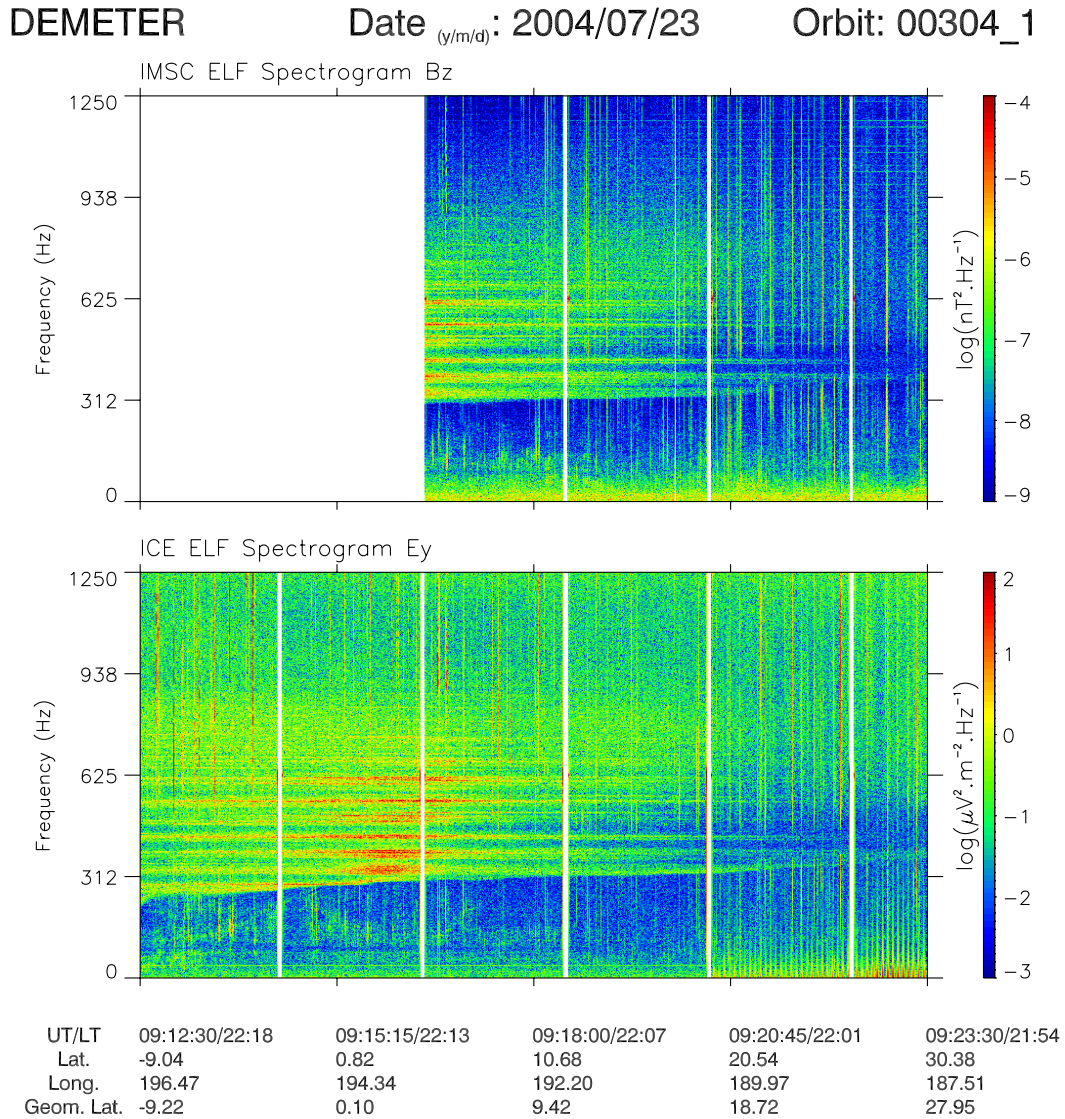 DEMETER Date (y/m/d): 2004/07/23 Orbit: 00304_1
IMSC ELF Spectrogram Bz
1250
938
625
312
0
Frequency (Hz)
−4
−5
−6
−7
−8
−9
log(nT².Hz⁻¹)
ICE ELF Spectrogram Ey
1250
938
625
312
0
Frequency (Hz)
2
1
0
−1
−2
−3
log(μV².m⁻².Hz⁻¹)
UT/LT 09:12:30/22:18 09:15:15/22:13 09:18:00/22:07 09:20:45/22:01 09:23:30/21:54
Lat. -9.04 0.82 10.68 20.54 30.38
Long. 196.47 194.34 192.20 189.97 187.51
Geom. Lat. -9.22 0.10 9.42 18.72 27.95